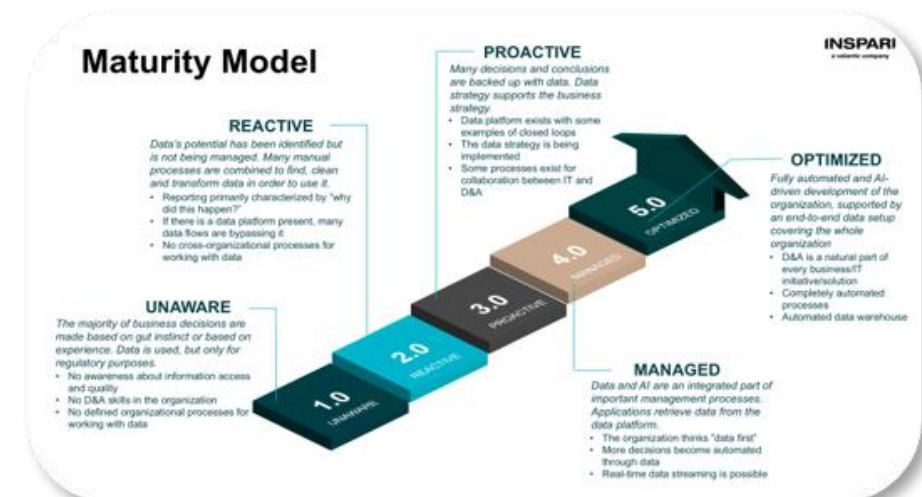 Maturity Model
INSPARI
a valantic company
PROACTIVE
Many decisions and conclusions
are backed up with data. Data
strategy supports the business
strategy.
• Data platform exists with some
examples of closed loops
• The data strategy is being
implemented
• Some processes exist for
collaboration between IT and
D&A
REACTIVE
Data's potential has been identified but
is not being managed. Many manual
processes are combined to find, clean
and transform data in order to use it.
• Reporting primarily characterized by "why
did this happen?"
• If there is a data platform present, many
data flows are bypassing it
• No cross-organizational processes for
working with data
OPTIMIZED
Fully automated and AI-
driven development of the
organization, supported by
an end-to-end data setup
covering the whole
organization
• D&A is a natural part of
every business/IT
initiative/solution
• Completely automated
processes
• Automated data warehouse
UNAWARE
The majority of business decisions are
made based on gut instinct or based on
experience. Data is used, but only for
regulatory purposes.
• No awareness about information access
and quality
• No D&A skills in the organization
• No defined organizational processes for
working with data
5.0
OPTIMIZED
4.0
MANAGED
3.0
PROACTIVE
2.0
REACTIVE
1.0
UNAWARE
MANAGED
Data and AI are an integrated part of
important management processes.
Applications retrieve data from the
data platform.
• The organization thinks "data first"
• More decisions become automated
through data
• Real-time data streaming is possible